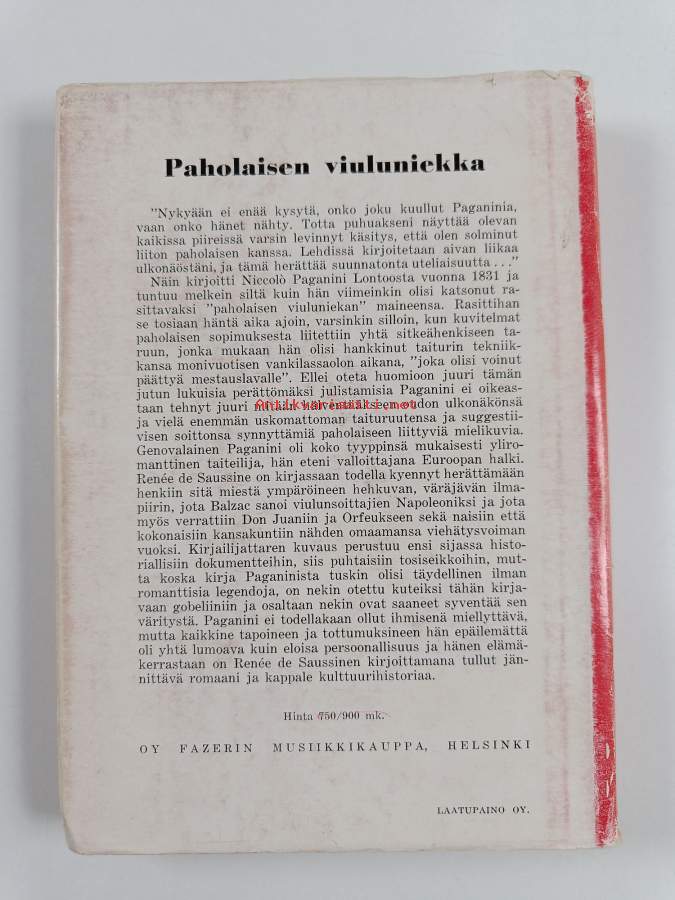 Paholaisen viuluniekka
"Nykyään ei enää kysytä, onko joku kuullut Paganinia,
vaan onko hänet nähty. Totta puhuakseni näyttää olevan
kaikissa piireissä varsin levinnyt käsitys, että olen solminut
liiton paholaisen kanssa. Lehdissä kirjoitetaan aivan liikaa
ulkonäöstäni, ja tämä herättää suunnatonta uteliaisuutta . . ."
Näin kirjoitti Niccolò Paganini Lontoosta vuonna 1831 ja
tuntuu melkein siltä kuin hän viimeinkin olisi katsonut ra-
sittavaksi "paholaisen viuluniekan" maineensa. Rasittihan
se tosiaan häntä aika ajoin, varsinkin silloin, kun kuvitelmat
paholaisen sopimuksesta liitettiin yhtä sitkeähenkiseen ta-
ruun, jonka mukaan hän olisi hankkinut taiturin tekniik-
kansa monivuotisen vankilassaolon aikana, "joka olisi voinut
päättyä mestauslavalle". Ellei oteta huomioon juuri tämän
jutun lukuisia perättömäksi julistamisia Paganini ei oikeas-
taan tehnyt juuri mitään hälventääkseen oudon ulkonäkönsä
Antikvariaatti.net
ja vielä enemmän uskomattoman taituruutensa ja suggestii-
visen soittonsa synnyttämiä paholaiseen liittyviä mielikuvia.
Genovalainen Paganini oli koko tyyppinsä mukaisesti yliro-
manttinen taiteilija, hän eteni valloittajana Euroopan halki.
Renée de Saussine on kirjassaan todella kyennyt herättämään
henkiin sitä miestä ympäröineen hehkuvan, väräjävän ilma-
piirin, jota Balzac sanoi viulunsoittajien Napoleoniksi ja jota
myös verrattiin Don Juaniin ja Orfeukseen sekä naisiin että
kokonaisiin kansakuntiin nähden omaamansa viehätysvoiman
vuoksi. Kirjailijattaren kuvaus perustuu ensi sijassa histo-
riallisiin dokumentteihin, siis puhtaisiin tosiseikkoihin, mut-
ta koska kirja Paganinista tuskin olisi täydellinen ilman
romanttisia legendoja, on nekin otettu kuteiksi tähän kirja-
vaan gobeliiniin ja osaltaan nekin ovat saaneet syventää sen
väritystä. Paganini ei todellakaan ollut ihmisenä miellyttävä,
mutta kaikkine tapoineen ja tottumuksineen hän epäilemättä
oli yhtä lumoava kuin eloisa persoonallisuus ja hänen elämä-
kerrastaan on Renée de Saussinen kirjoittamana tullut jän-
nittävä romaani ja kappale kulttuurihistoriaa.
Hinta 750/900 mk.
OY FAZERIN MUSIIKKIKAUPPA, HELSINKI
LAATUPAINO OY.